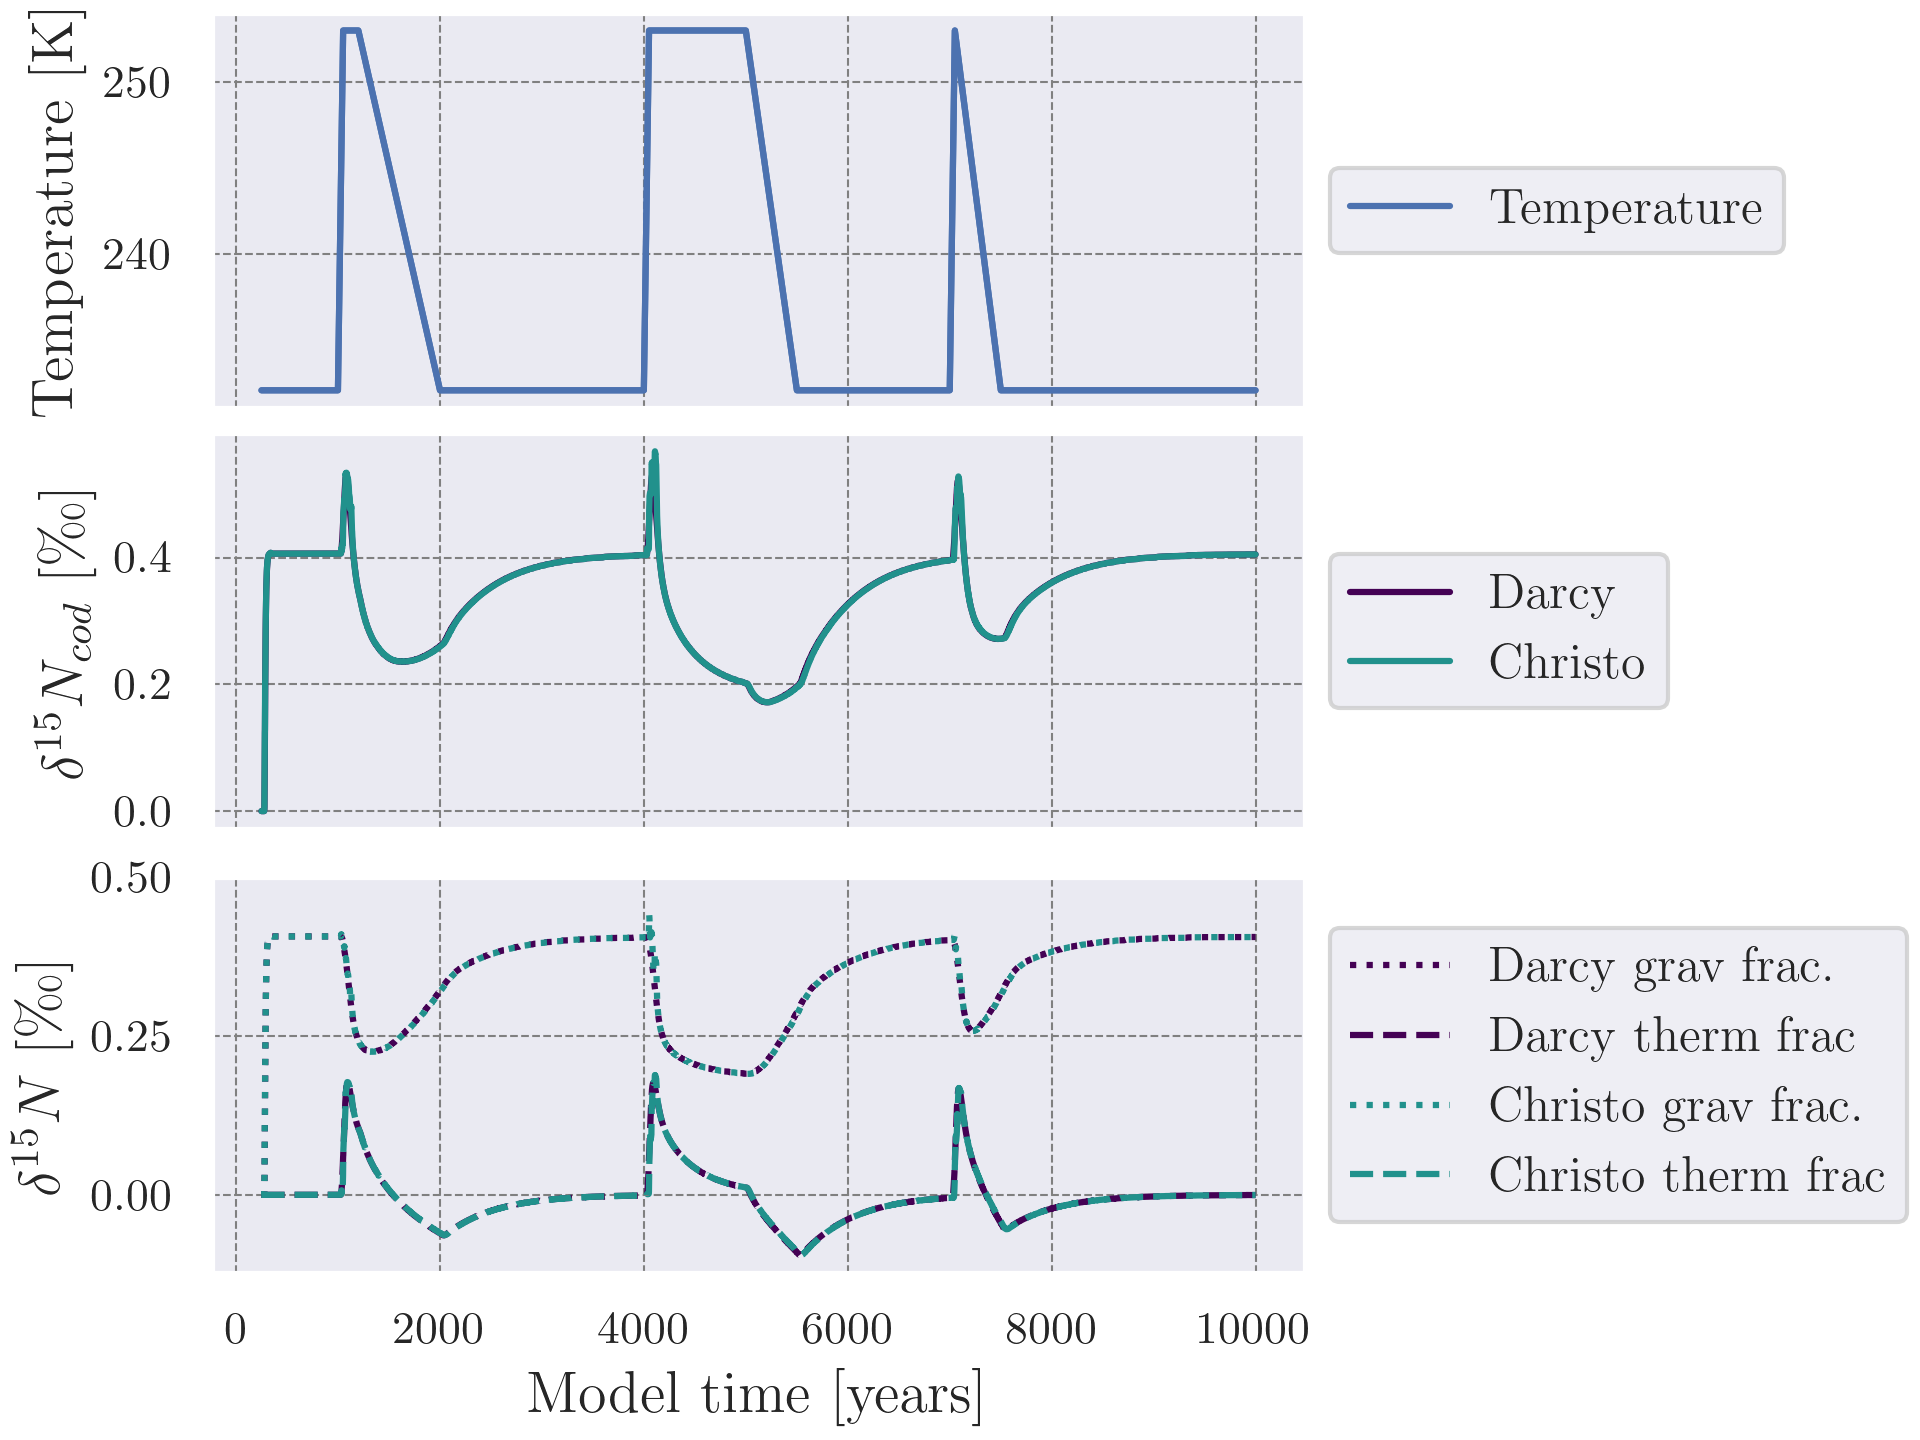 Temperature [K]
250
240
Temperature
δ¹⁵N_cod [‰]
0.4
0.2
0.0
Darcy
Christo
δ¹⁵N [‰]
0.50
0.25
0.00
Darcy grav frac.
Darcy therm frac
Christo grav frac.
Christo therm frac
0 2000 4000 6000 8000 10000
Model time [years]